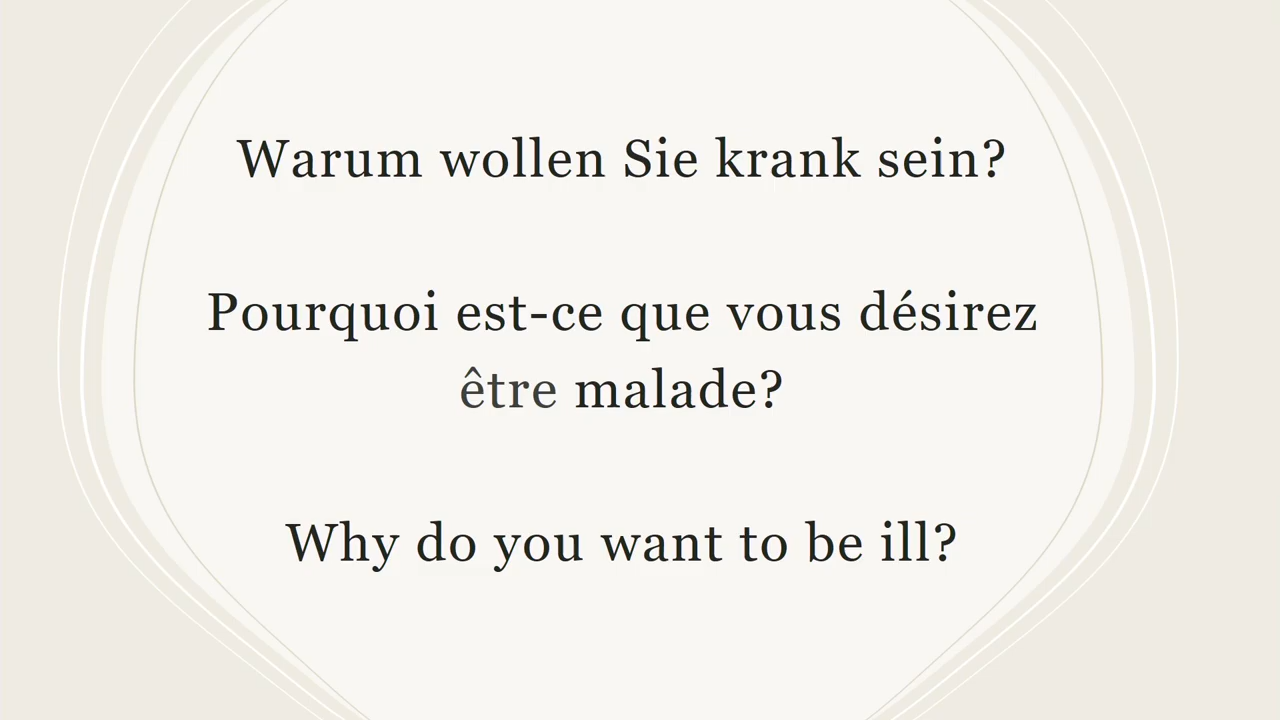 Warum wollen Sie krank sein?
Pourquoi est-ce que vous désirez
être malade?
Why do you want to be ill?